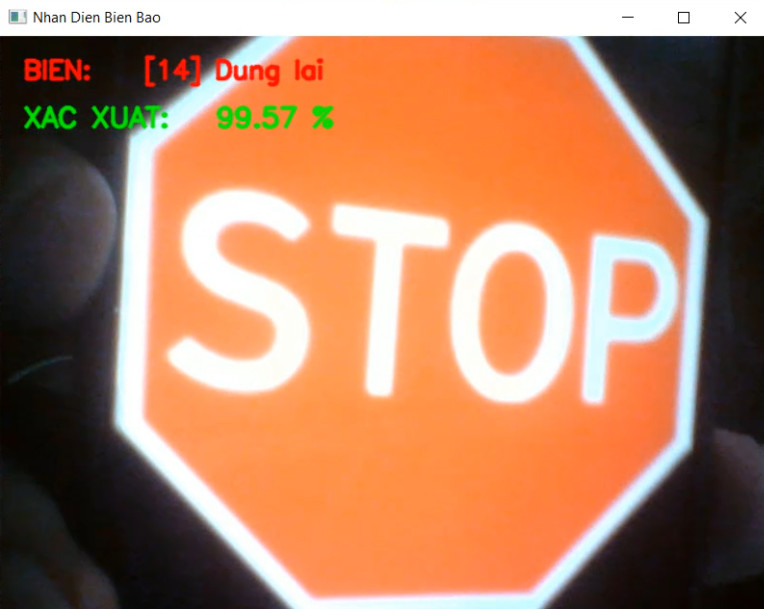 Nhan Dien Bien Bao
BIEN: [14] Dung lai
XAC XUAT: 99.57 %
STOP